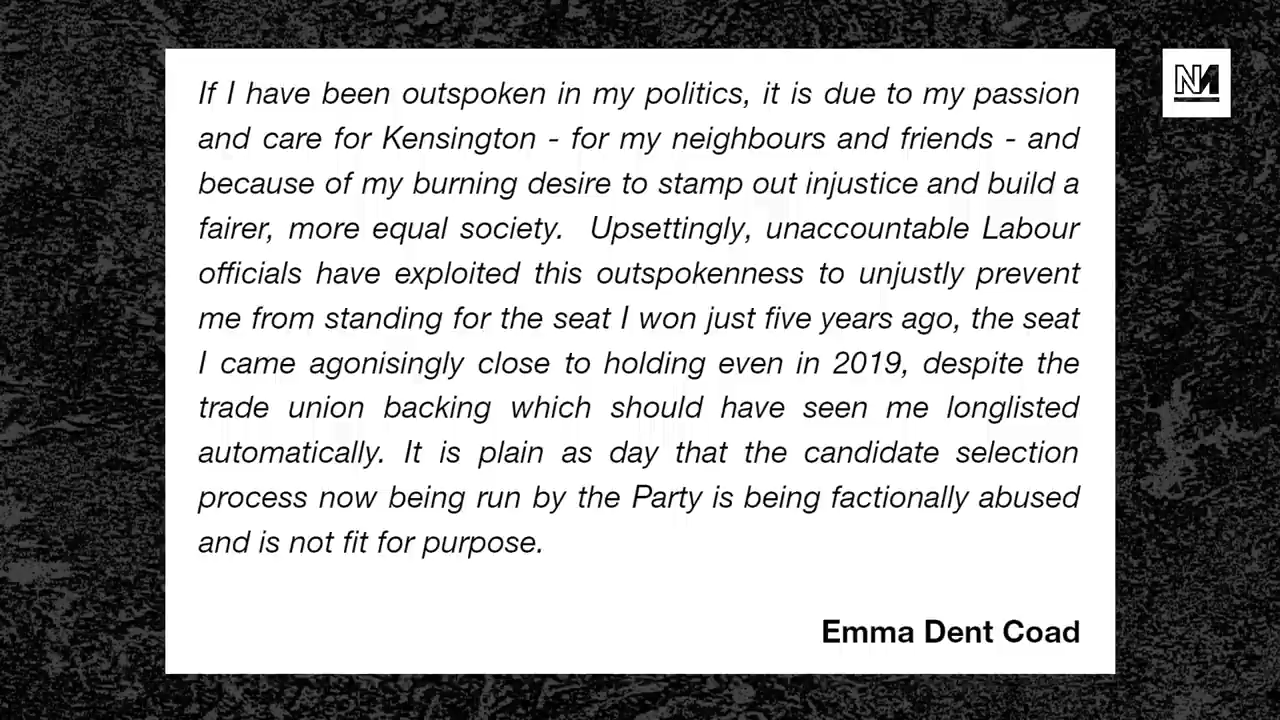 If I have been outspoken in my politics, it is due to my passion
and care for Kensington - for my neighbours and friends - and
because of my burning desire to stamp out injustice and build a
fairer, more equal society.  Upsettingly, unaccountable Labour
officials have exploited this outspokenness to unjustly prevent
me from standing for the seat I won just five years ago, the seat
I came agonisingly close to holding even in 2019, despite the
trade union backing which should have seen me longlisted
automatically. It is plain as day that the candidate selection
process now being run by the Party is being factionally abused
and is not fit for purpose.
Emma Dent Coad
NM